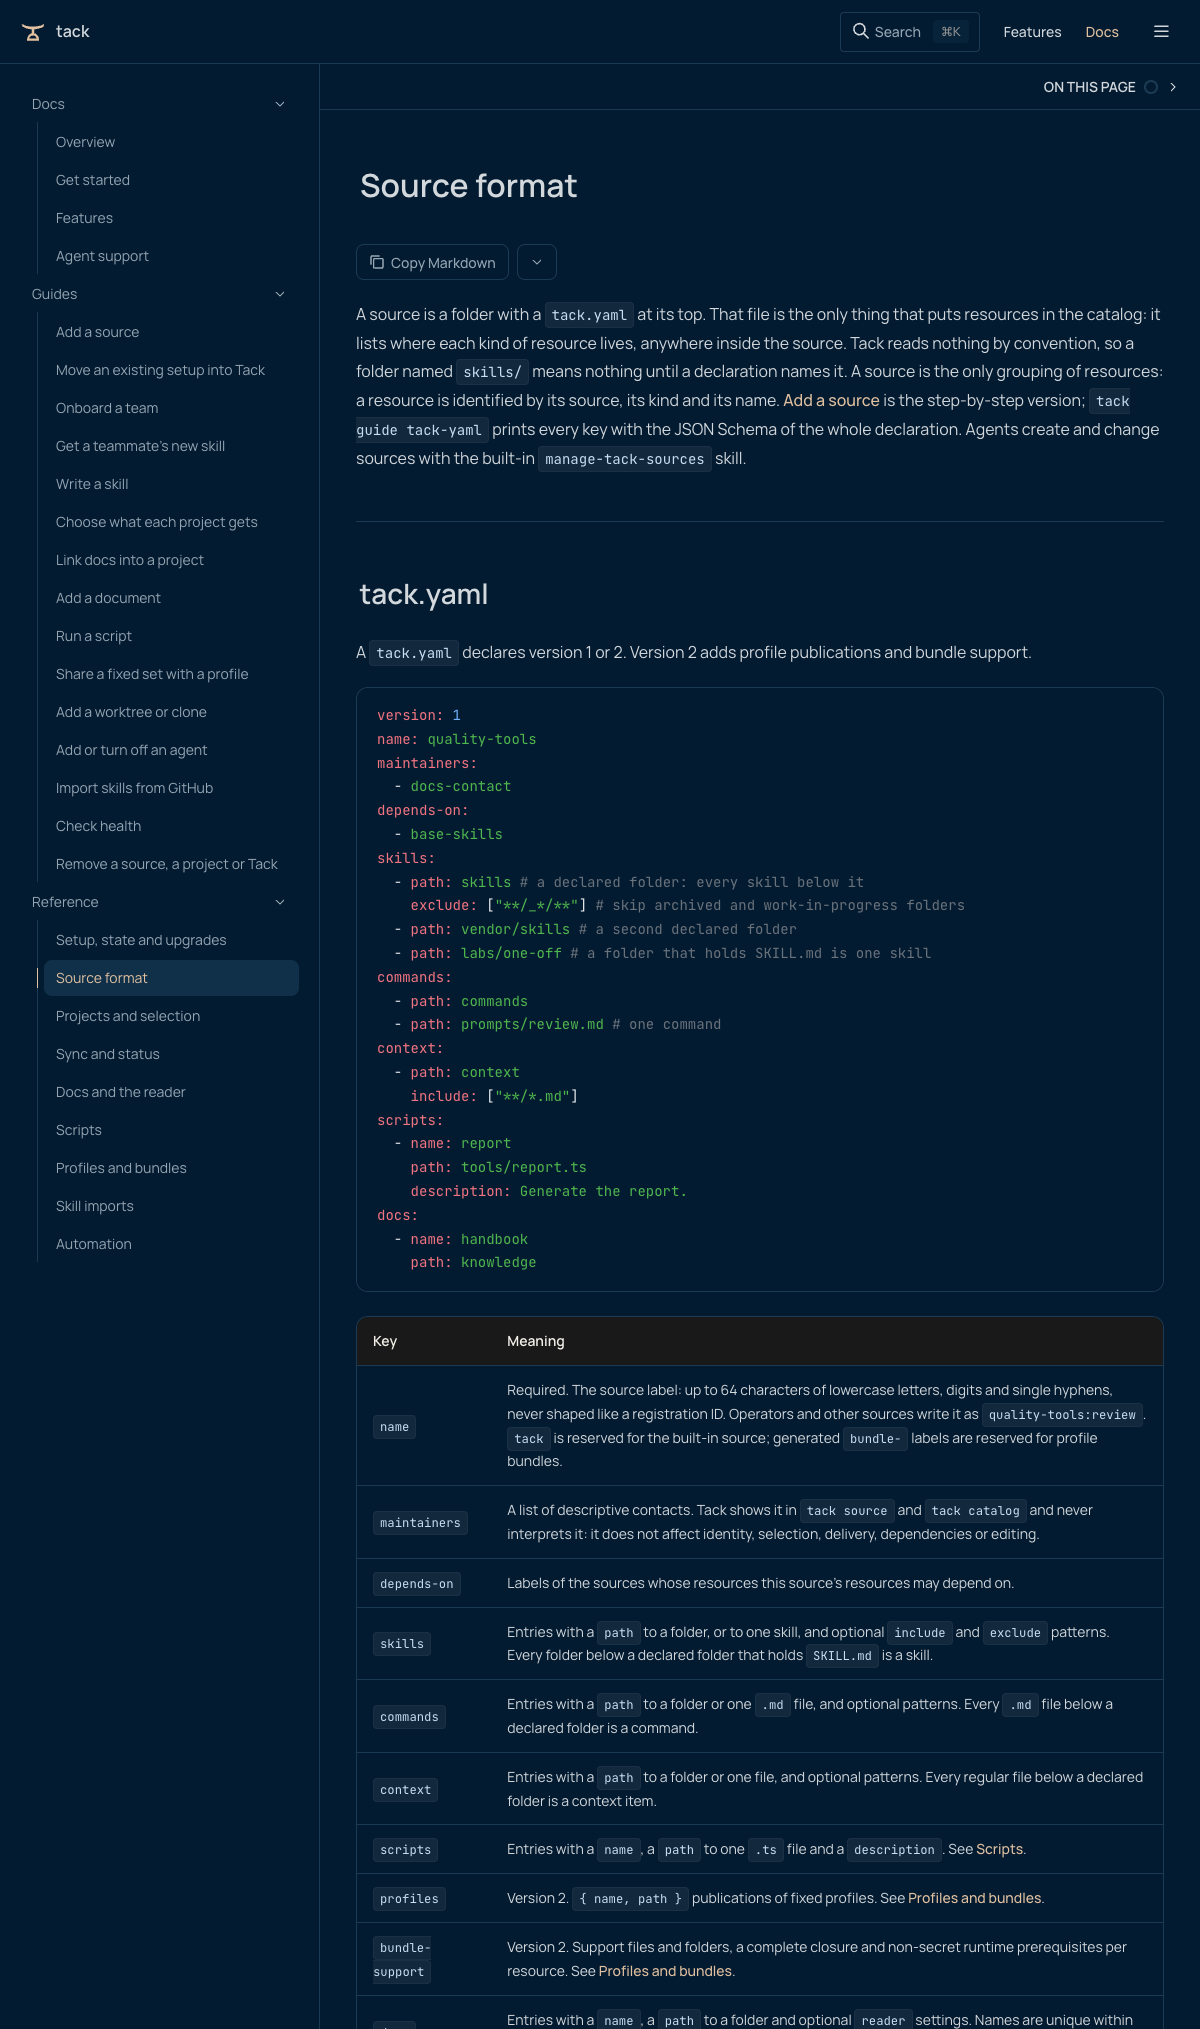 tack
Search ⌘K
Features
Docs
ON THIS PAGE
Docs
Overview
Get started
Features
Agent support
Guides
Add a source
Move an existing setup into Tack
Onboard a team
Get a teammate's new skill
Write a skill
Choose what each project gets
Link docs into a project
Add a document
Run a script
Share a fixed set with a profile
Add a worktree or clone
Add or turn off an agent
Import skills from GitHub
Check health
Remove a source, a project or Tack
Reference
Setup, state and upgrades
Source format
Projects and selection
Sync and status
Docs and the reader
Scripts
Profiles and bundles
Skill imports
Automation
Source format
Copy Markdown
A source is a folder with a tack.yaml at its top. That file is the only thing that puts resources in the catalog: it
lists where each kind of resource lives, anywhere inside the source. Tack reads nothing by convention, so a
folder named skills/ means nothing until a declaration names it. A source is the only grouping of resources:
a resource is identified by its source, its kind and its name. Add a source is the step-by-step version; tack
guide tack-yaml prints every key with the JSON Schema of the whole declaration. Agents create and change
sources with the built-in manage-tack-sources skill.
tack.yaml
A tack.yaml declares version 1 or 2. Version 2 adds profile publications and bundle support.
version: 1
name: quality-tools
maintainers:
  - docs-contact
depends-on:
  - base-skills
skills:
  - path: skills # a declared folder: every skill below it
    exclude: ["**/_*/**"] # skip archived and work-in-progress folders
  - path: vendor/skills # a second declared folder
  - path: labs/one-off # a folder that holds SKILL.md is one skill
commands:
  - path: commands
  - path: prompts/review.md # one command
context:
  - path: context
    include: ["**/*.md"]
scripts:
  - name: report
    path: tools/report.ts
    description: Generate the report.
docs:
  - name: handbook
    path: knowledge
Key Meaning
name
Required. The source label: up to 64 characters of lowercase letters, digits and single hyphens,
never shaped like a registration ID. Operators and other sources write it as quality-tools:review .
tack is reserved for the built-in source; generated bundle- labels are reserved for profile
bundles.
maintainers
A list of descriptive contacts. Tack shows it in tack source and tack catalog and never
interprets it: it does not affect identity, selection, delivery, dependencies or editing.
depends-on
Labels of the sources whose resources this source's resources may depend on.
skills
Entries with a path to a folder, or to one skill, and optional include and exclude patterns.
Every folder below a declared folder that holds SKILL.md is a skill.
commands
Entries with a path to a folder or one .md file, and optional patterns. Every .md file below a
declared folder is a command.
context
Entries with a path to a folder or one file, and optional patterns. Every regular file below a declared
folder is a context item.
scripts
Entries with a name , a path to one .ts file and a description . See Scripts.
profiles
Version 2. { name, path } publications of fixed profiles. See Profiles and bundles.
bundle-
support
Version 2. Support files and folders, a complete closure and non-secret runtime prerequisites per
resource. See Profiles and bundles.
Entries with a name , a path to a folder and optional reader settings. Names are unique within